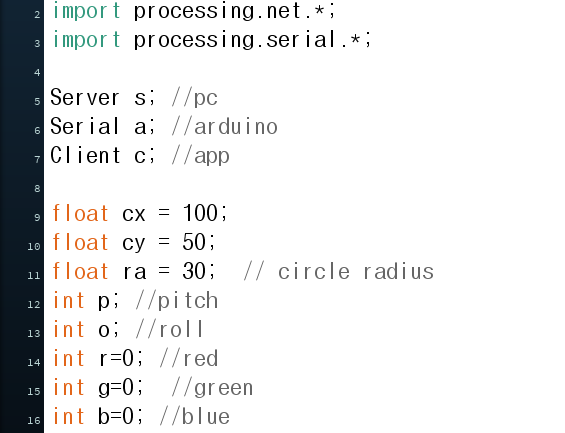 2 import processing.net.*;
3 import processing.serial.*;
4
5 Server s; //pc
6 Serial a; //arduino
7 Client c; //app
8
9 float cx = 100;
10 float cy = 50;
11 float ra = 30;  // circle radius
12 int p; //pitch
13 int o; //roll
14 int r=0; //red
15 int g=0;  //green
16 int b=0; //blue